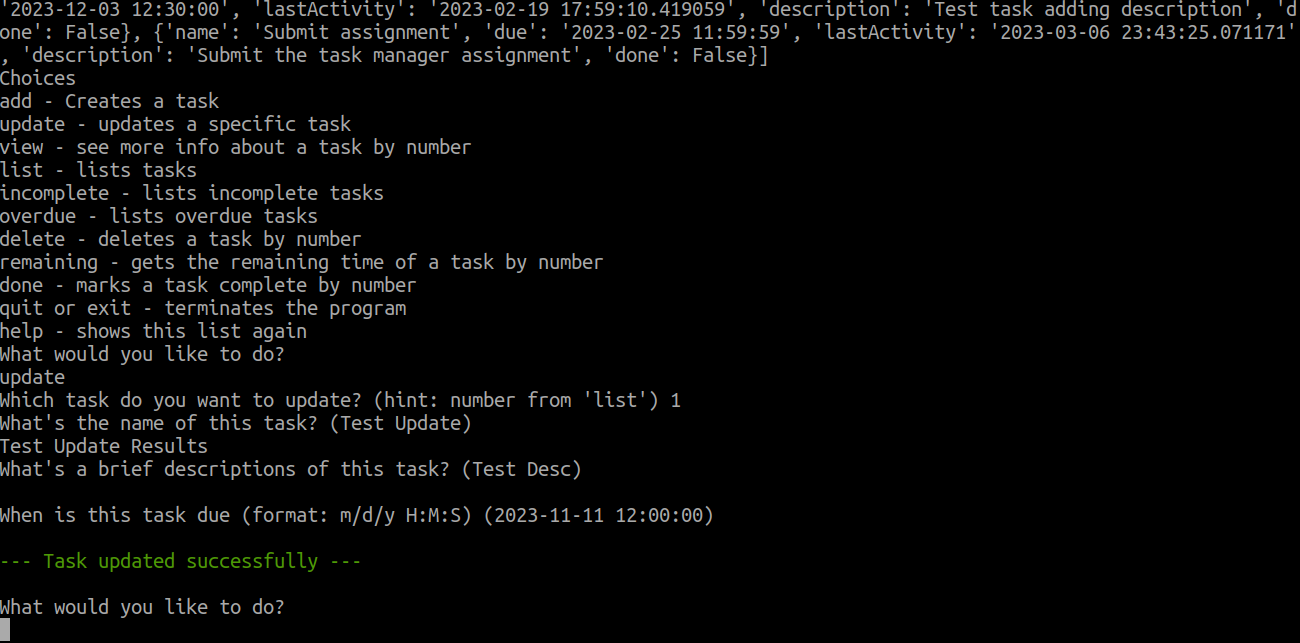 '2023-12-03 12:30:00', 'lastActivity': '2023-02-19 17:59:10.419059', 'description': 'Test task adding description', 'd
one': False}, {'name': 'Submit assignment', 'due': '2023-02-25 11:59:59', 'lastActivity': '2023-03-06 23:43:25.071171'
, 'description': 'Submit the task manager assignment', 'done': False}]
Choices
add - Creates a task
update - updates a specific task
view - see more info about a task by number
list - lists tasks
incomplete - lists incomplete tasks
overdue - lists overdue tasks
delete - deletes a task by number
remaining - gets the remaining time of a task by number
done - marks a task complete by number
quit or exit - terminates the program
help - shows this list again
What would you like to do?
update
Which task do you want to update? (hint: number from 'list') 1
What's the name of this task? (Test Update)
Test Update Results
What's a brief descriptions of this task? (Test Desc)
When is this task due (format: m/d/y H:M:S) (2023-11-11 12:00:00)
--- Task updated successfully ---
What would you like to do?